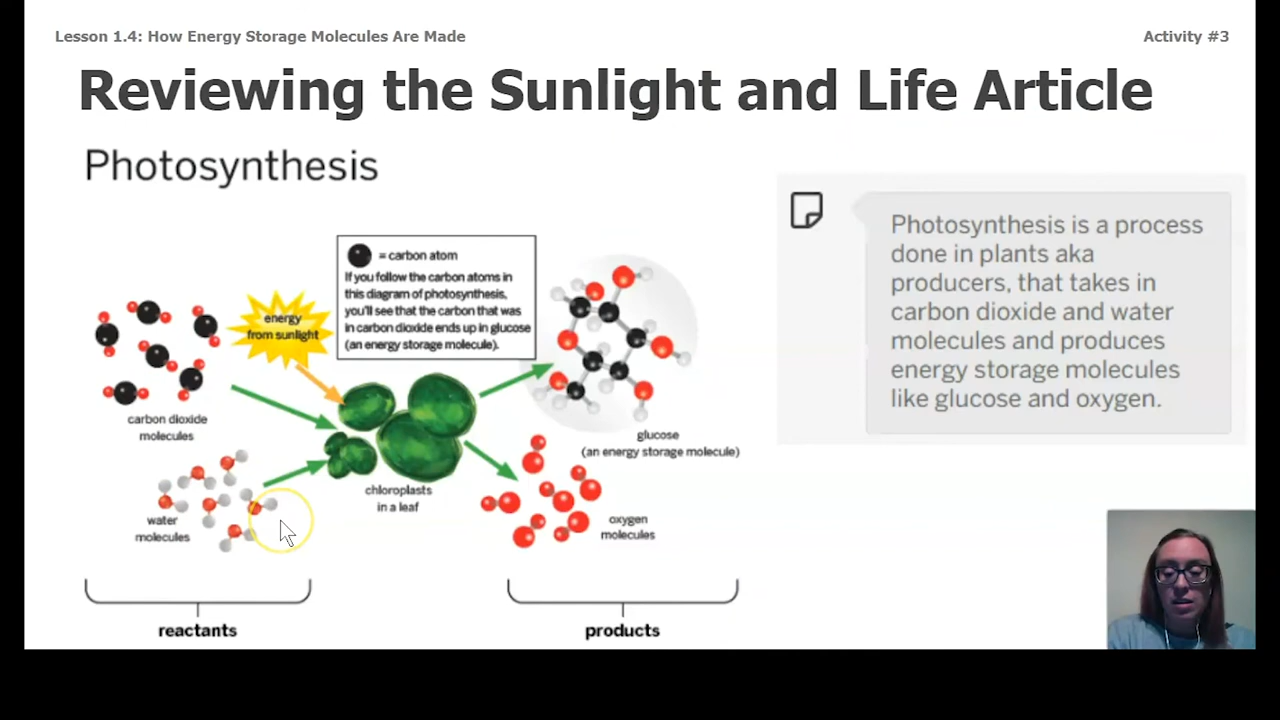 Lesson 1.4: How Energy Storage Molecules Are Made
Activity #3
Reviewing the Sunlight and Life Article
Photosynthesis
= carbon atom
If you follow the carbon atoms in
this diagram of photosynthesis,
you'll see that the carbon that was
in carbon dioxide ends up in glucose
(an energy storage molecule).
energy
from sunlight
carbon dioxide
molecules
water
molecules
chloroplasts
in a leaf
glucose
(an energy storage molecule)
oxygen
molecules
reactants
products
Photosynthesis is a process
done in plants aka
producers, that takes in
carbon dioxide and water
molecules and produces
energy storage molecules
like glucose and oxygen.